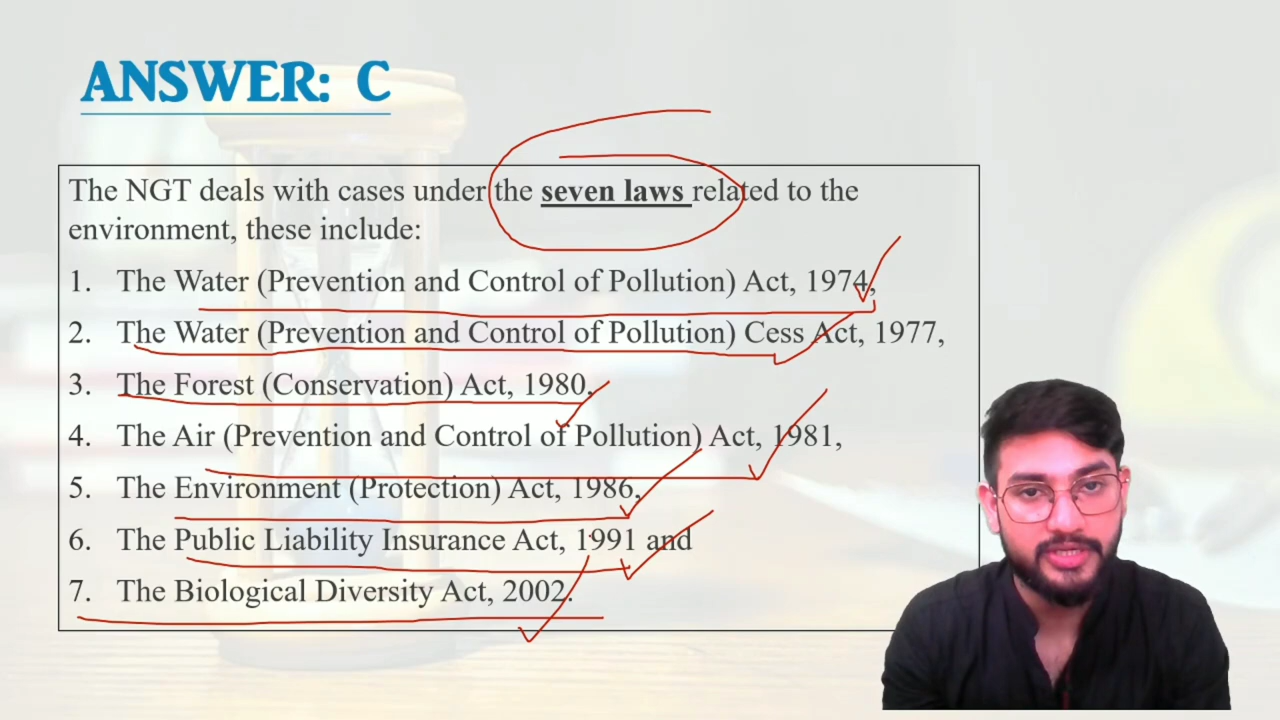 ANSWER: C
The NGT deals with cases under the seven laws related to the
environment, these include:
1. The Water (Prevention and Control of Pollution) Act, 1974,
2. The Water (Prevention and Control of Pollution) Cess Act, 1977,
3. The Forest (Conservation) Act, 1980,
4. The Air (Prevention and Control of Pollution) Act, 1981,
5. The Environment (Protection) Act, 1986,
6. The Public Liability Insurance Act, 1991 and
7. The Biological Diversity Act, 2002.